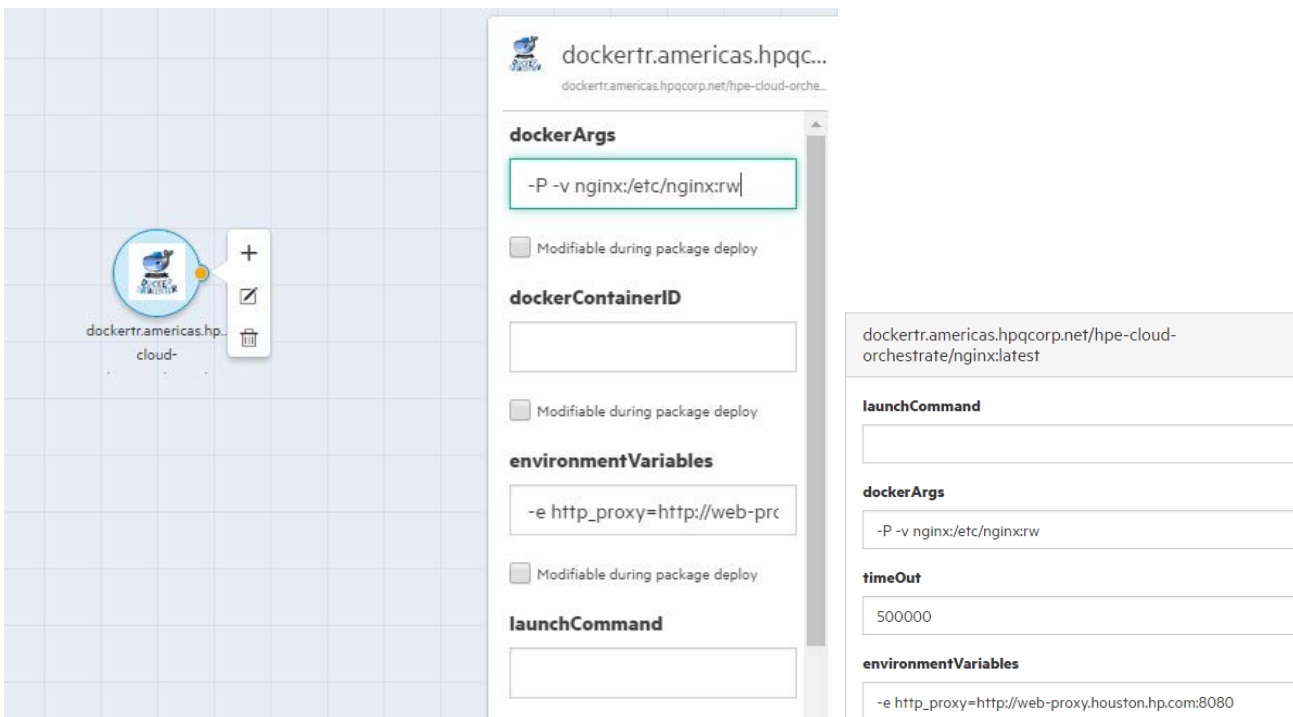 dockertr.americas.hp..
cloud-
dockertr.americas.hpqc...
dockertr.americas.hpqcorp.net/hpe-cloud-orche..
dockerArgs
-P -v nginx:/etc/nginx:rw
Modifiable during package deploy
dockerContainerID
Modifiable during package deploy
environmentVariables
-e http_proxy=http://web-prc
Modifiable during package deploy
launchCommand
dockertr.americas.hpqcorp.net/hpe-cloud-
orchestrate/nginx:latest
launchCommand
dockerArgs
-P -v nginx:/etc/nginx:rw
timeOut
500000
environmentVariables
-e http_proxy=http://web-proxy.houston.hp.com:8080